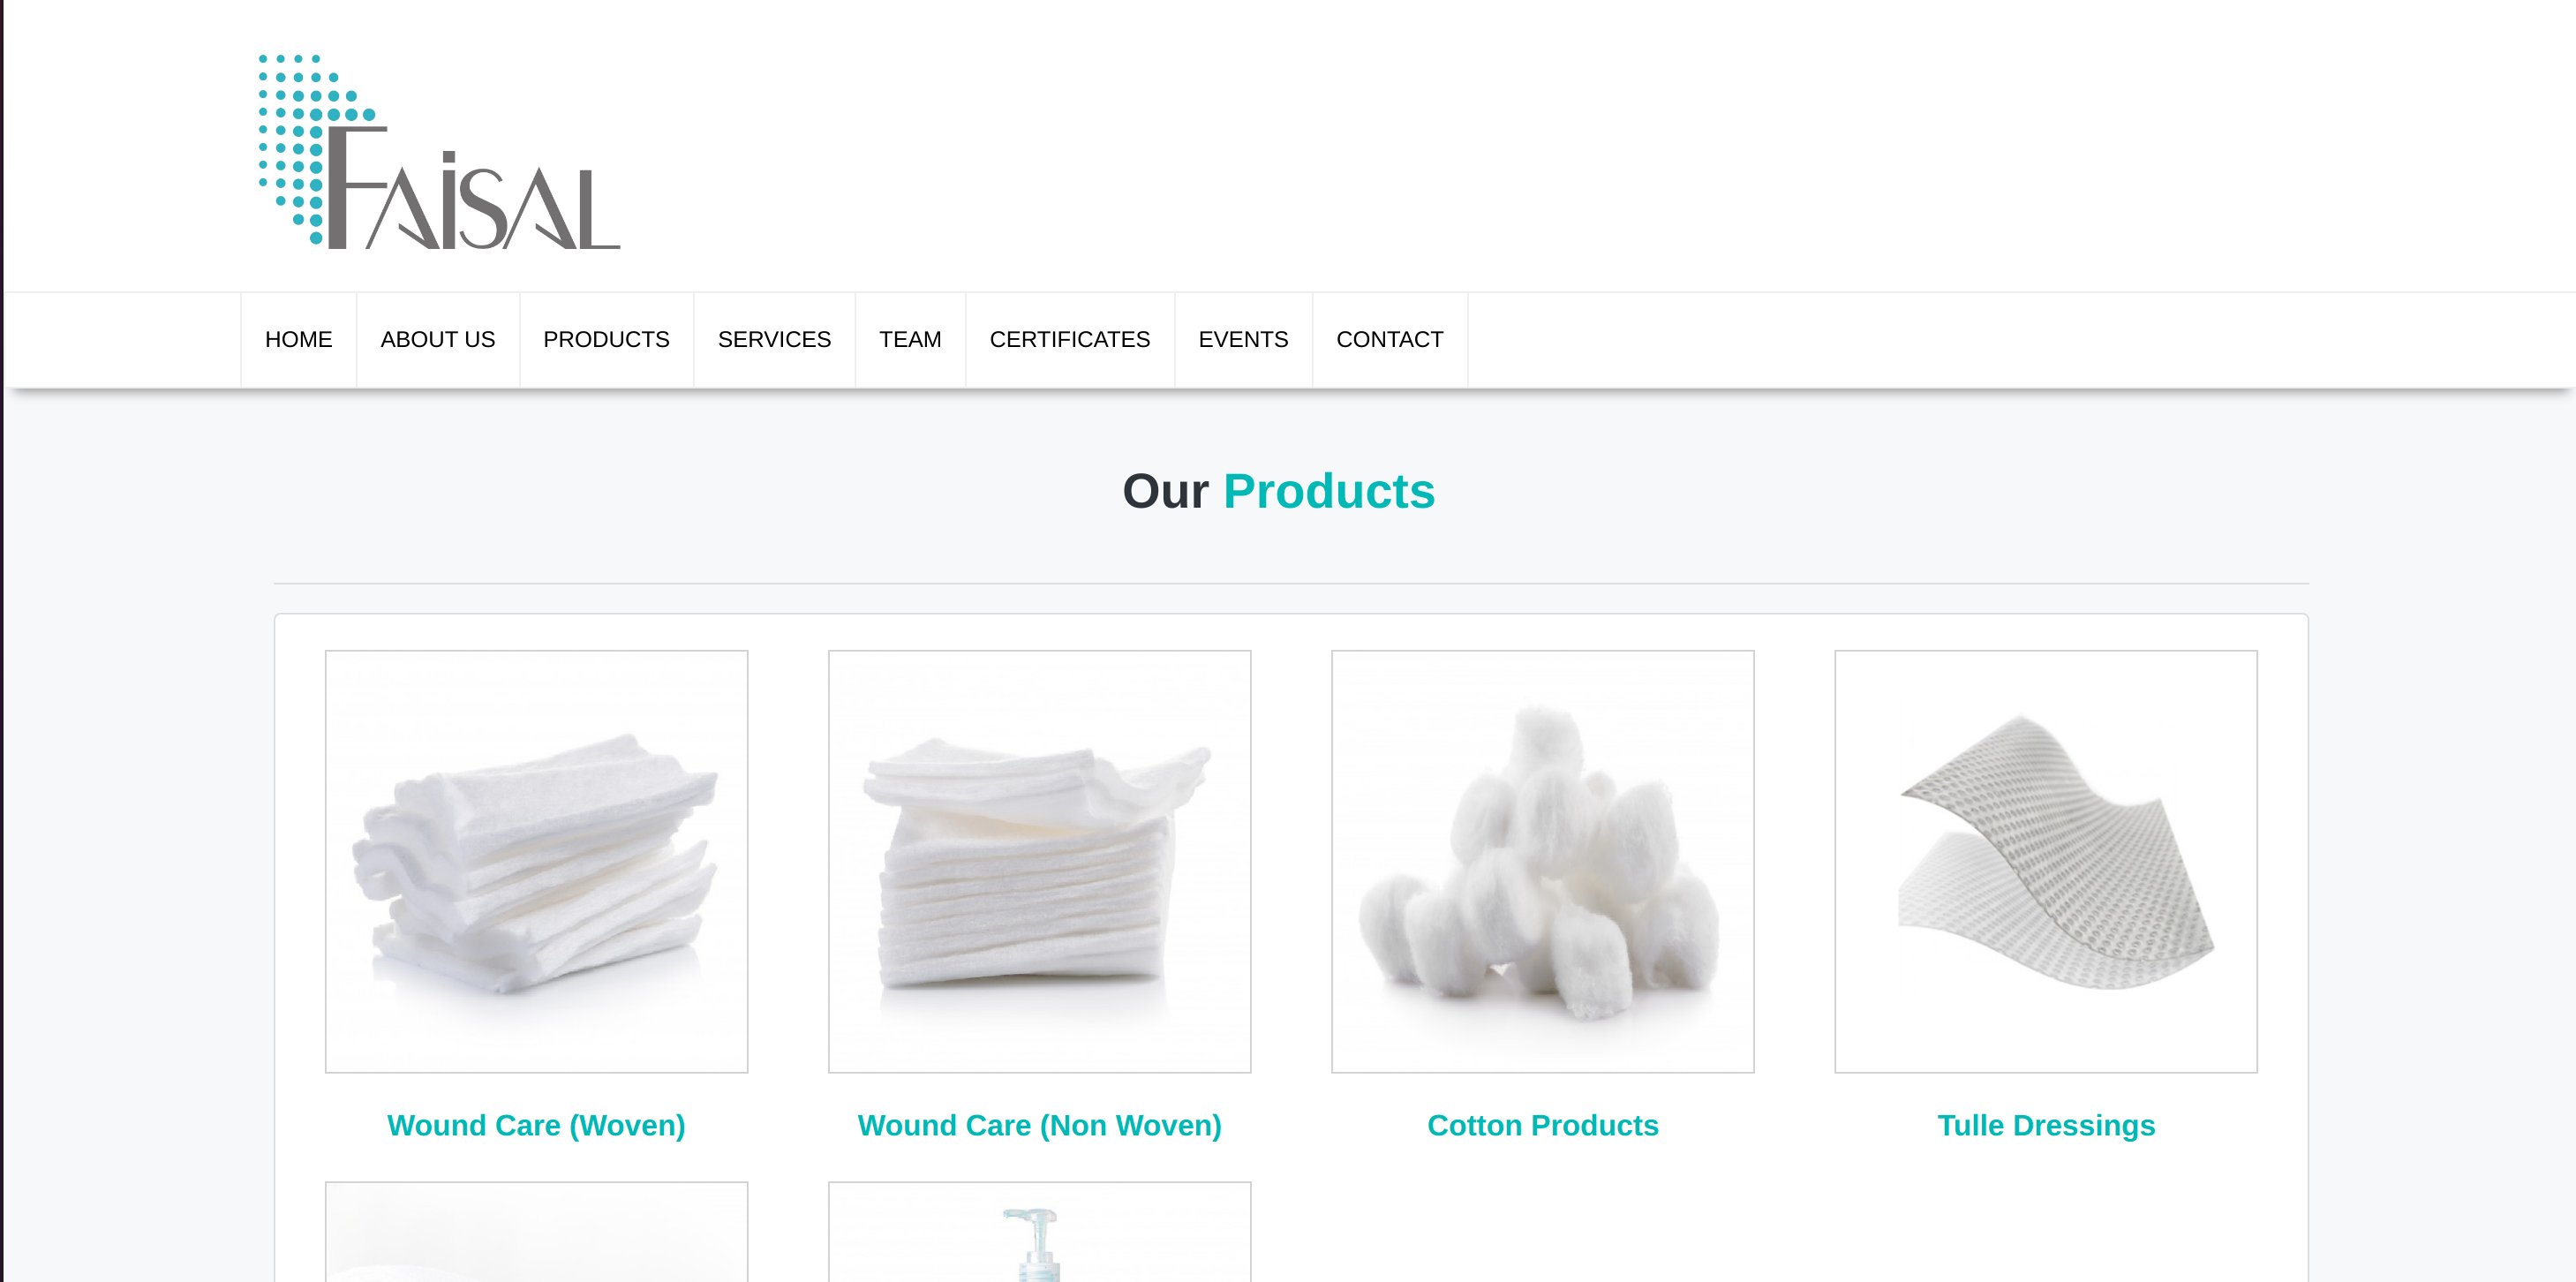 FAiSAL
HOME ABOUT US PRODUCTS SERVICES TEAM CERTIFICATES EVENTS CONTACT
Our Products
Wound Care (Woven) Wound Care (Non Woven) Cotton Products Tulle Dressings